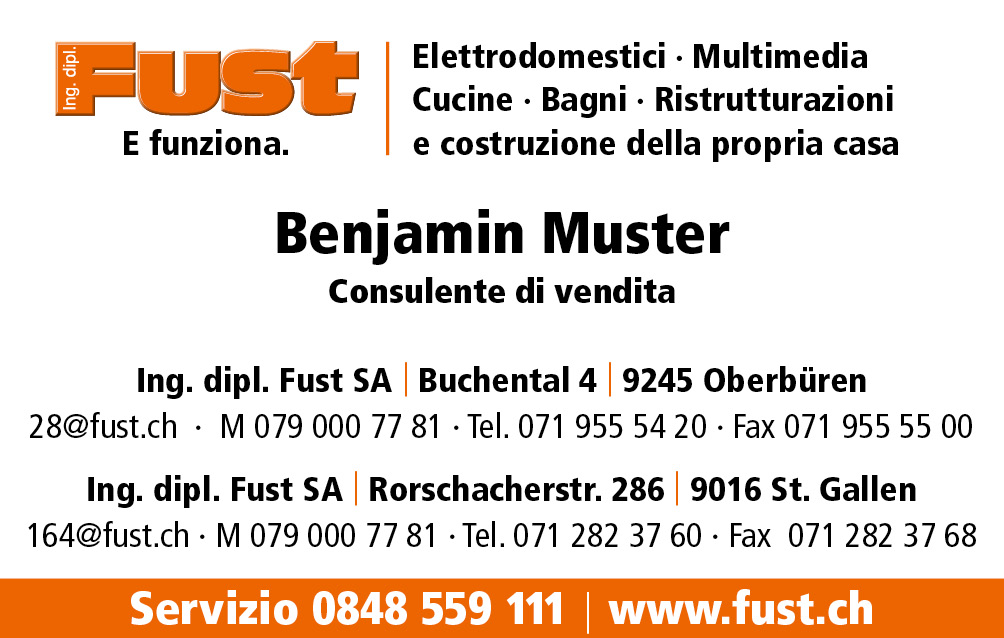 Ing. dipl. Fust
E funziona.
Elettrodomestici · Multimedia
Cucine · Bagni · Ristrutturazioni
e costruzione della propria casa
Benjamin Muster
Consulente di vendita
Ing. dipl. Fust SA | Buchental 4 | 9245 Oberbüren
28@fust.ch · M 079 000 77 81 · Tel. 071 955 54 20 · Fax 071 955 55 00
Ing. dipl. Fust SA | Rorschacherstr. 286 | 9016 St. Gallen
164@fust.ch · M 079 000 77 81 · Tel. 071 282 37 60 · Fax 071 282 37 68
Servizio 0848 559 111 | www.fust.ch